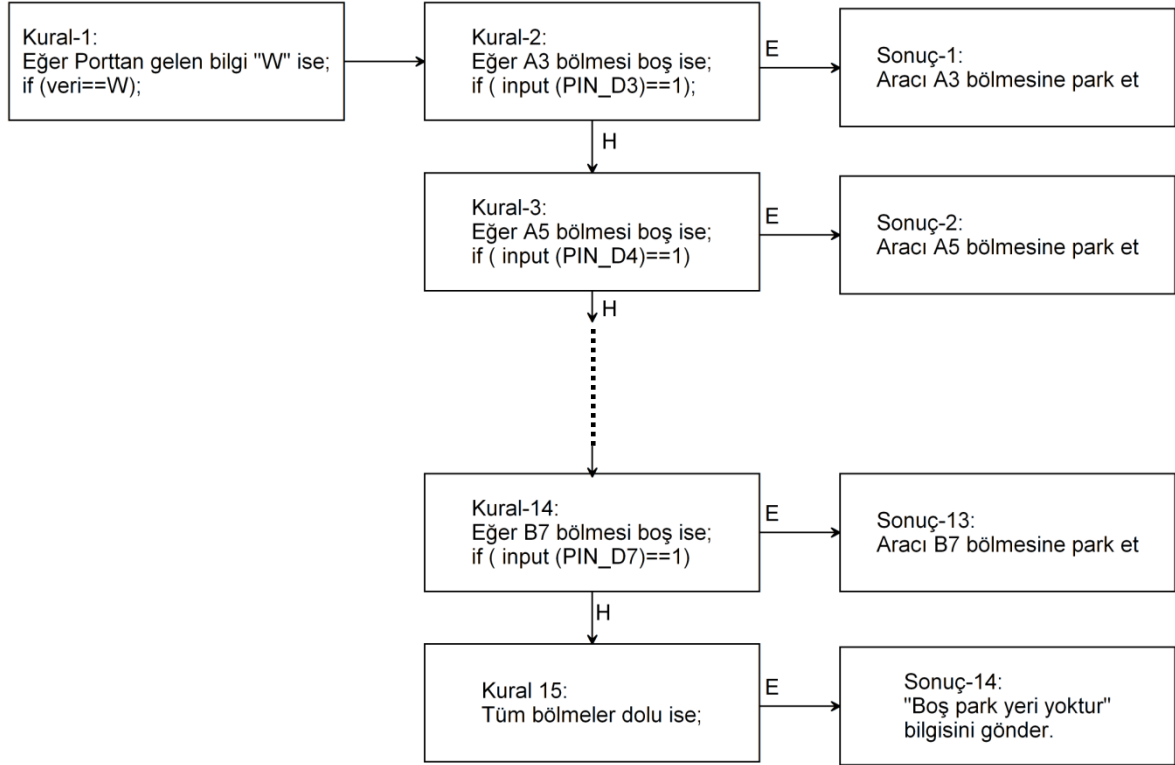 Kural-1:
Eğer Porttan gelen bilgi "W" ise;
if (veri==W);
Kural-2:
Eğer A3 bölmesi boş ise;
if ( input (PIN_D3)==1);
E
Sonuç-1:
Aracı A3 bölmesine park et
H
Kural-3:
Eğer A5 bölmesi boş ise;
if ( input (PIN_D4)==1)
E
Sonuç-2:
Aracı A5 bölmesine park et
H
Kural-14:
Eğer B7 bölmesi boş ise;
if ( input (PIN_D7)==1)
E
Sonuç-13:
Aracı B7 bölmesine park et
H
Kural 15:
Tüm bölmeler dolu ise;
E
Sonuç-14:
"Boş park yeri yoktur"
bilgisini gönder.